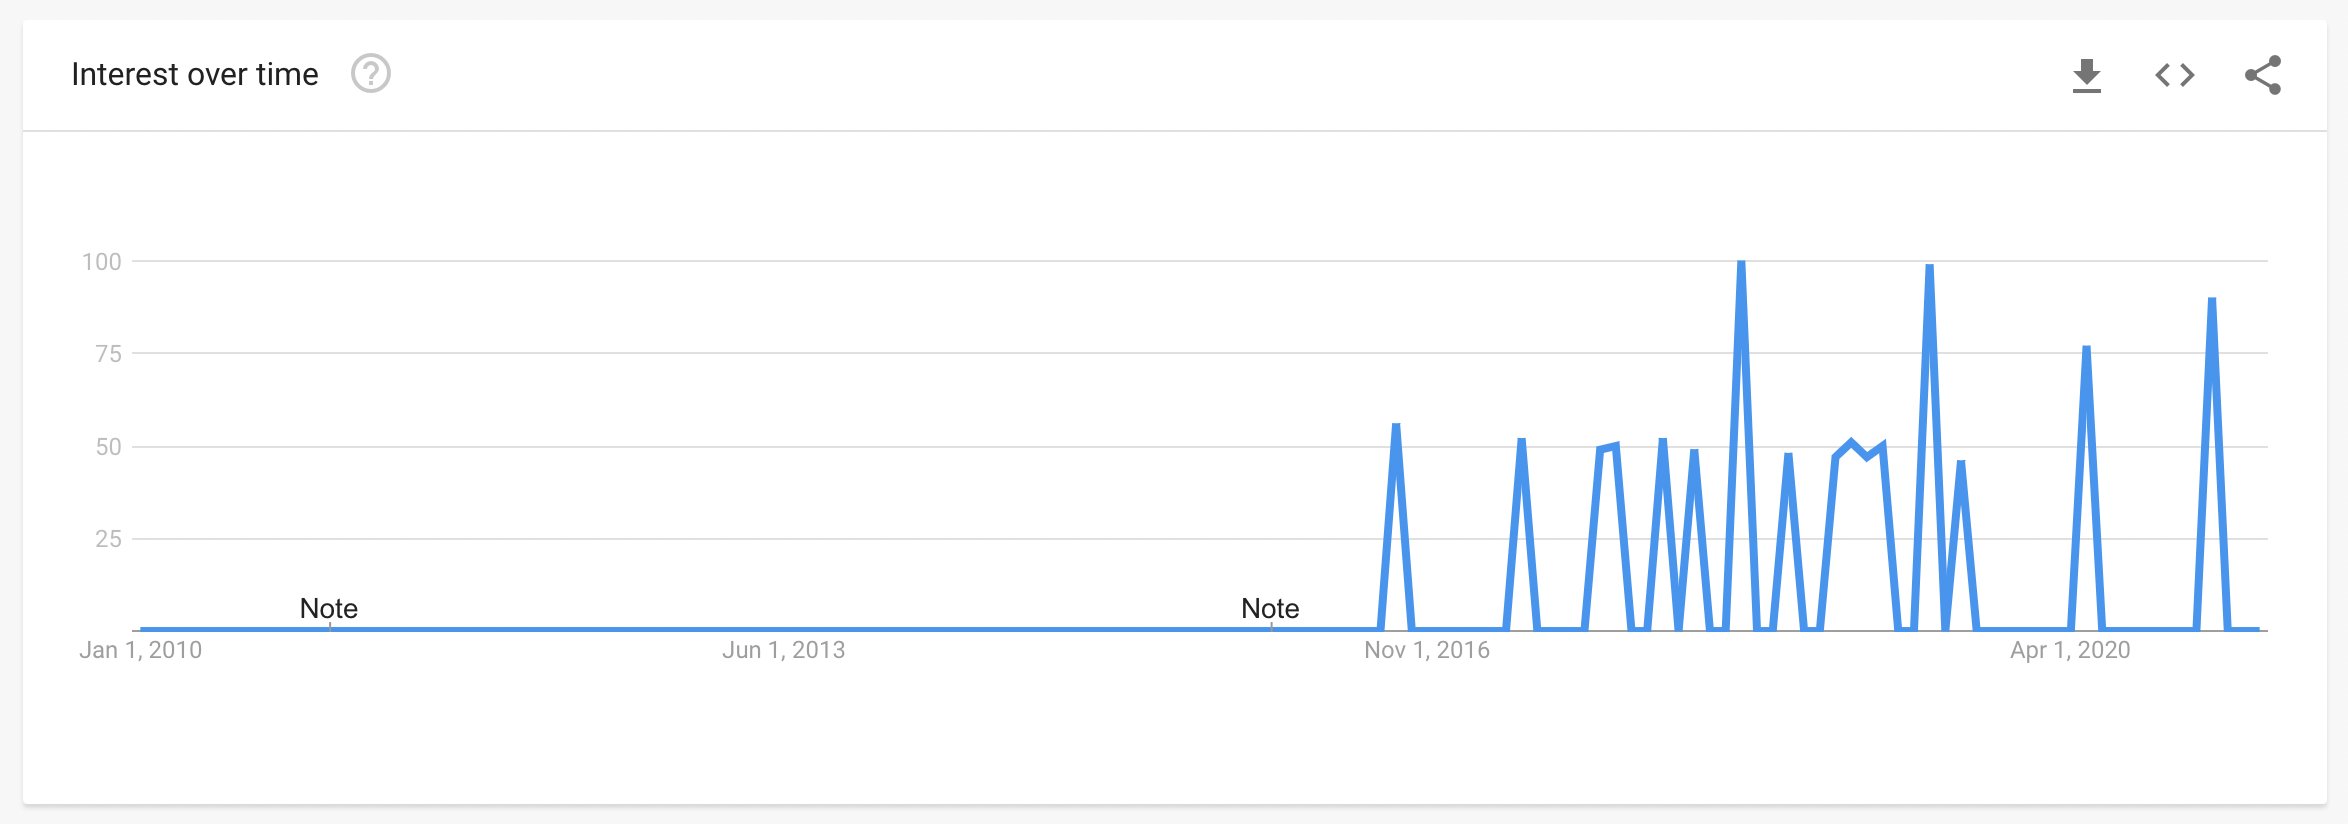 Interest over time ?
100
75
50
25
Note Note
Jan 1, 2010 Jun 1, 2013 Nov 1, 2016 Apr 1, 2020